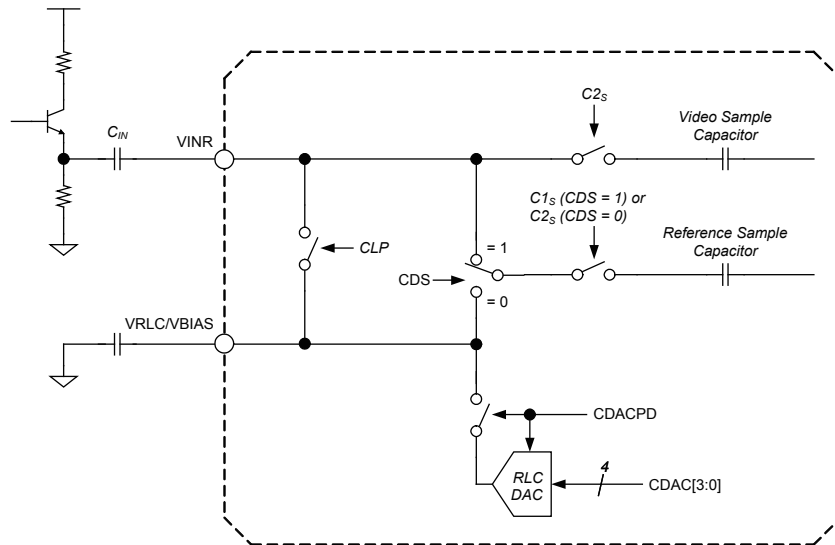 C2S
Video Sample
Capacitor
CIN
VINR
C1S (CDS = 1) or
C2S (CDS = 0)
Reference Sample
Capacitor
= 1
CLP
CDS
= 0
VRLC/VBIAS
CDACPD
4
RLC
DAC
CDAC[3:0]